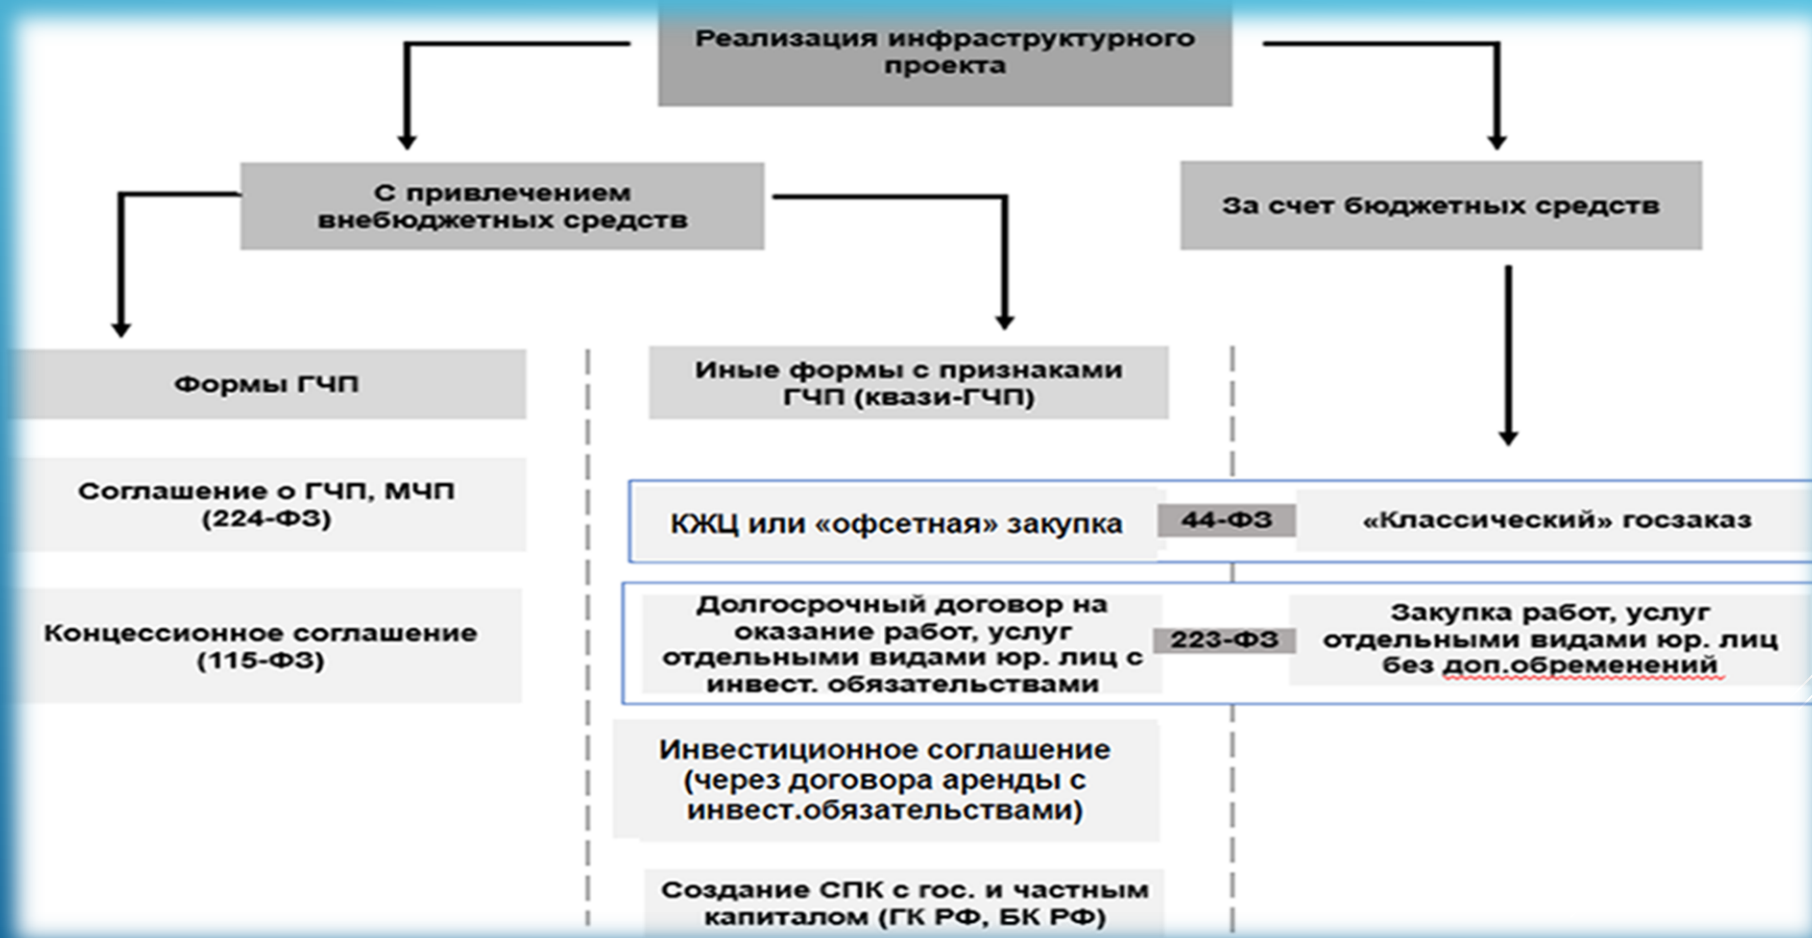 Реализация инфраструктурного
проекта
С привлечением
внебюджетных средств
За счет бюджетных средств
Формы ГЧП
Иные формы с признаками
ГЧП (квази-ГЧП)
Соглашение о ГЧП, МЧП
(224-ФЗ)
КЖЦ или «офсетная» закупка
44-ФЗ
«Классический» госзаказ
Концессионное соглашение
(115-ФЗ)
Долгосрочный договор на
оказание работ, услуг
отдельными видами юр. лиц с
инвест. обязательствами
223-ФЗ
Закупка работ, услуг
отдельными видами юр. лиц
без доп.обременений
Инвестиционное соглашение
(через договора аренды с
инвест.обязательствами)
Создание СПК с гос. и частным
капиталом (ГК РФ, БК РФ)